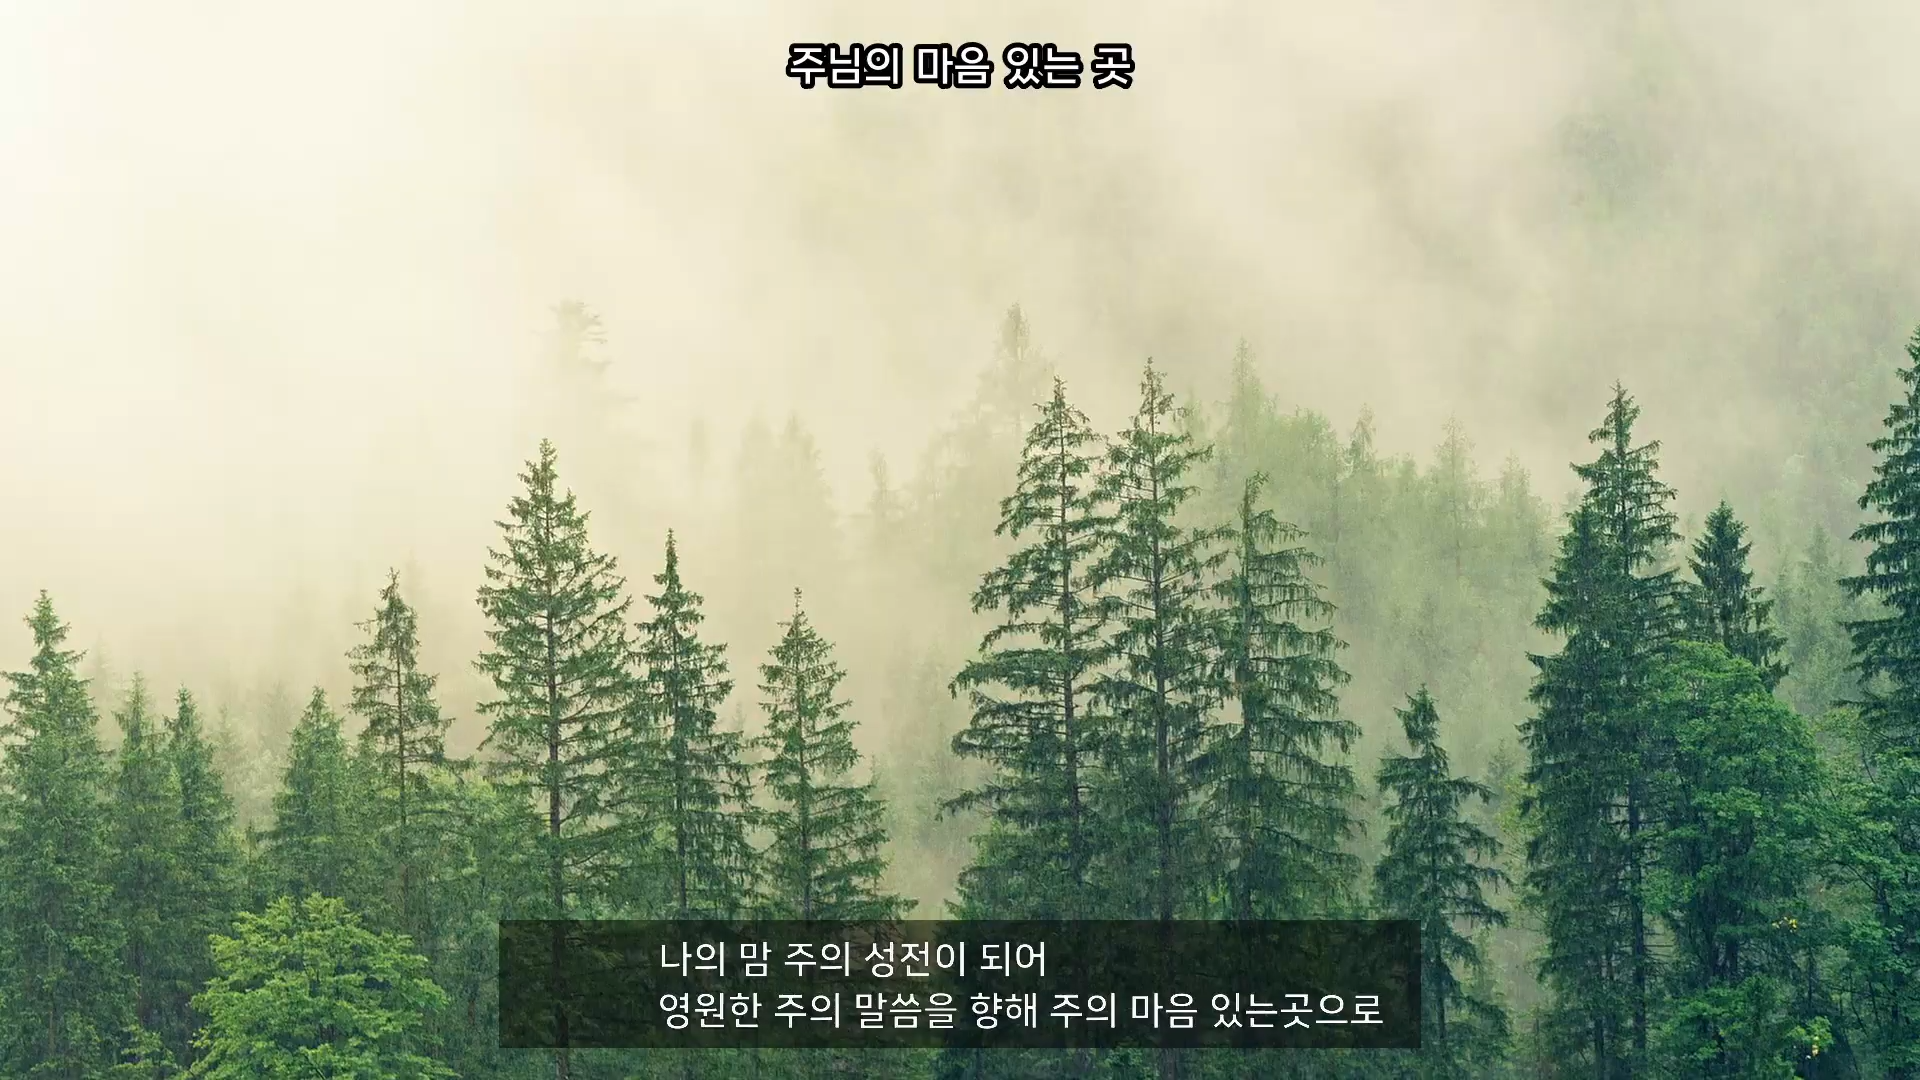 주님의 마음 있는 곳
나의 맘 주의 성전이 되어
영원한 주의 말씀을 향해 주의 마음 있는곳으로